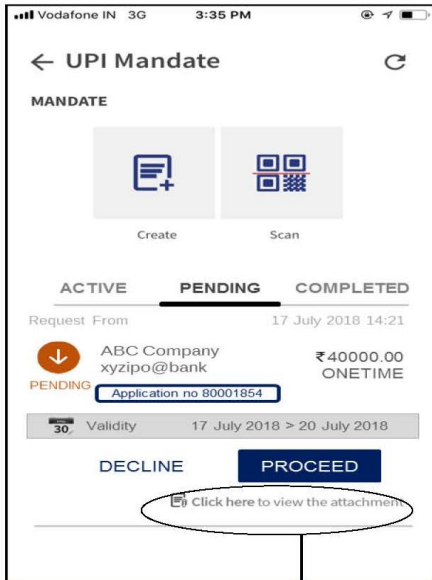 Vodafone IN 3G 3:35 PM
← UPI Mandate
MANDATE
Create Scan
ACTIVE PENDING COMPLETED
Request From 17 July 2018 14:21
ABC Company ₹40000.00
xyzipo@bank ONETIME
PENDING
Application no 80001854
30 Validity 17 July 2018 > 20 July 2018
DECLINE PROCEED
Click here to view the attachment